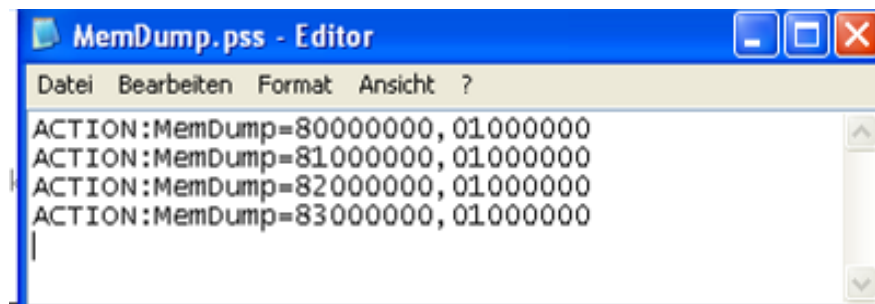 MemDump.pss - Editor
Datei Bearbeiten Format Ansicht ?
ACTION:MemDump=80000000,01000000
ACTION:MemDump=81000000,01000000
ACTION:MemDump=82000000,01000000
ACTION:MemDump=83000000,01000000